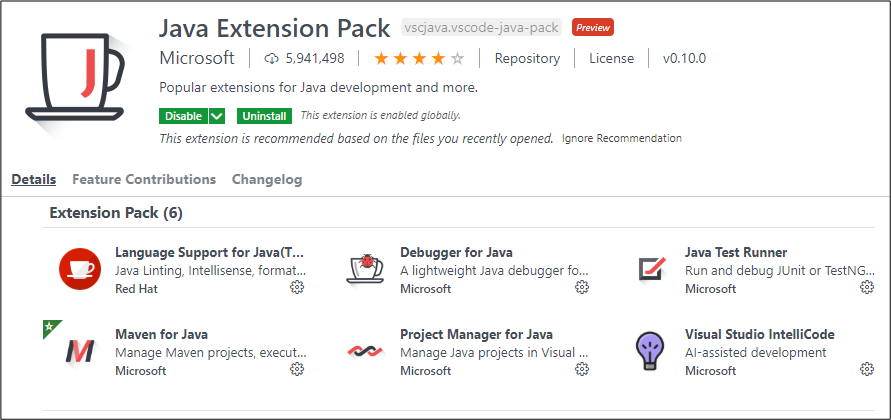 Java Extension Pack vscjava.vscode-java-pack Preview
Microsoft 5,941,498 Repository License v0.10.0
Popular extensions for Java development and more.
Disable Uninstall This extension is enabled globally.
This extension is recommended based on the files you recently opened. Ignore Recommendation
Details Feature Contributions Changelog
Extension Pack (6)
Language Support for Java(T...
Java Linting, Intellisense, format...
Red Hat
Debugger for Java
A lightweight Java debugger fo...
Microsoft
Java Test Runner
Run and debug JUnit or TestNG...
Microsoft
Maven for Java
Manage Maven projects, execut...
Microsoft
Project Manager for Java
Manage Java projects in Visual ...
Microsoft
Visual Studio IntelliCode
AI-assisted development
Microsoft